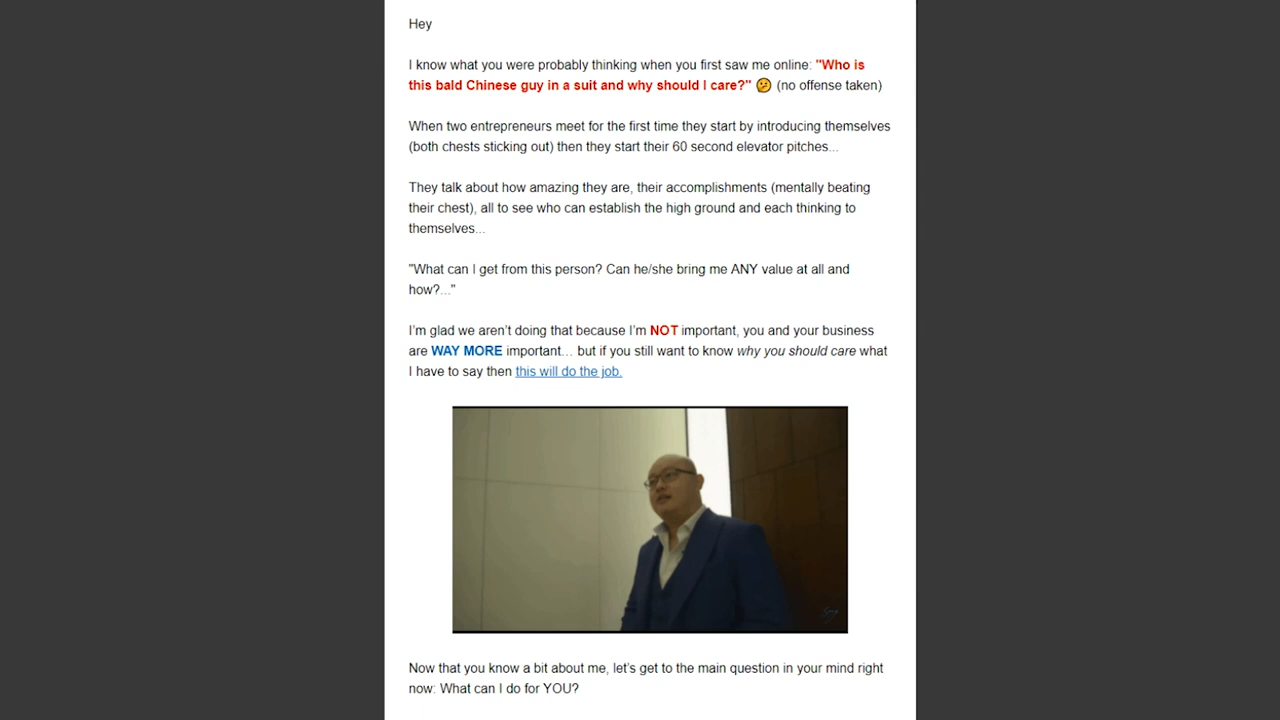 Hey
I know what you were probably thinking when you first saw me online: "Who is
this bald Chinese guy in a suit and why should I care?" 🤔 (no offense taken)
When two entrepreneurs meet for the first time they start by introducing themselves
(both chests sticking out) then they start their 60 second elevator pitches...
They talk about how amazing they are, their accomplishments (mentally beating
their chest), all to see who can establish the high ground and each thinking to
themselves...
"What can I get from this person? Can he/she bring me ANY value at all and
how?..."
I’m glad we aren’t doing that because I’m NOT important, you and your business
are WAY MORE important… but if you still want to know why you should care what
I have to say then this will do the job.
Now that you know a bit about me, let’s get to the main question in your mind right
now: What can I do for YOU?